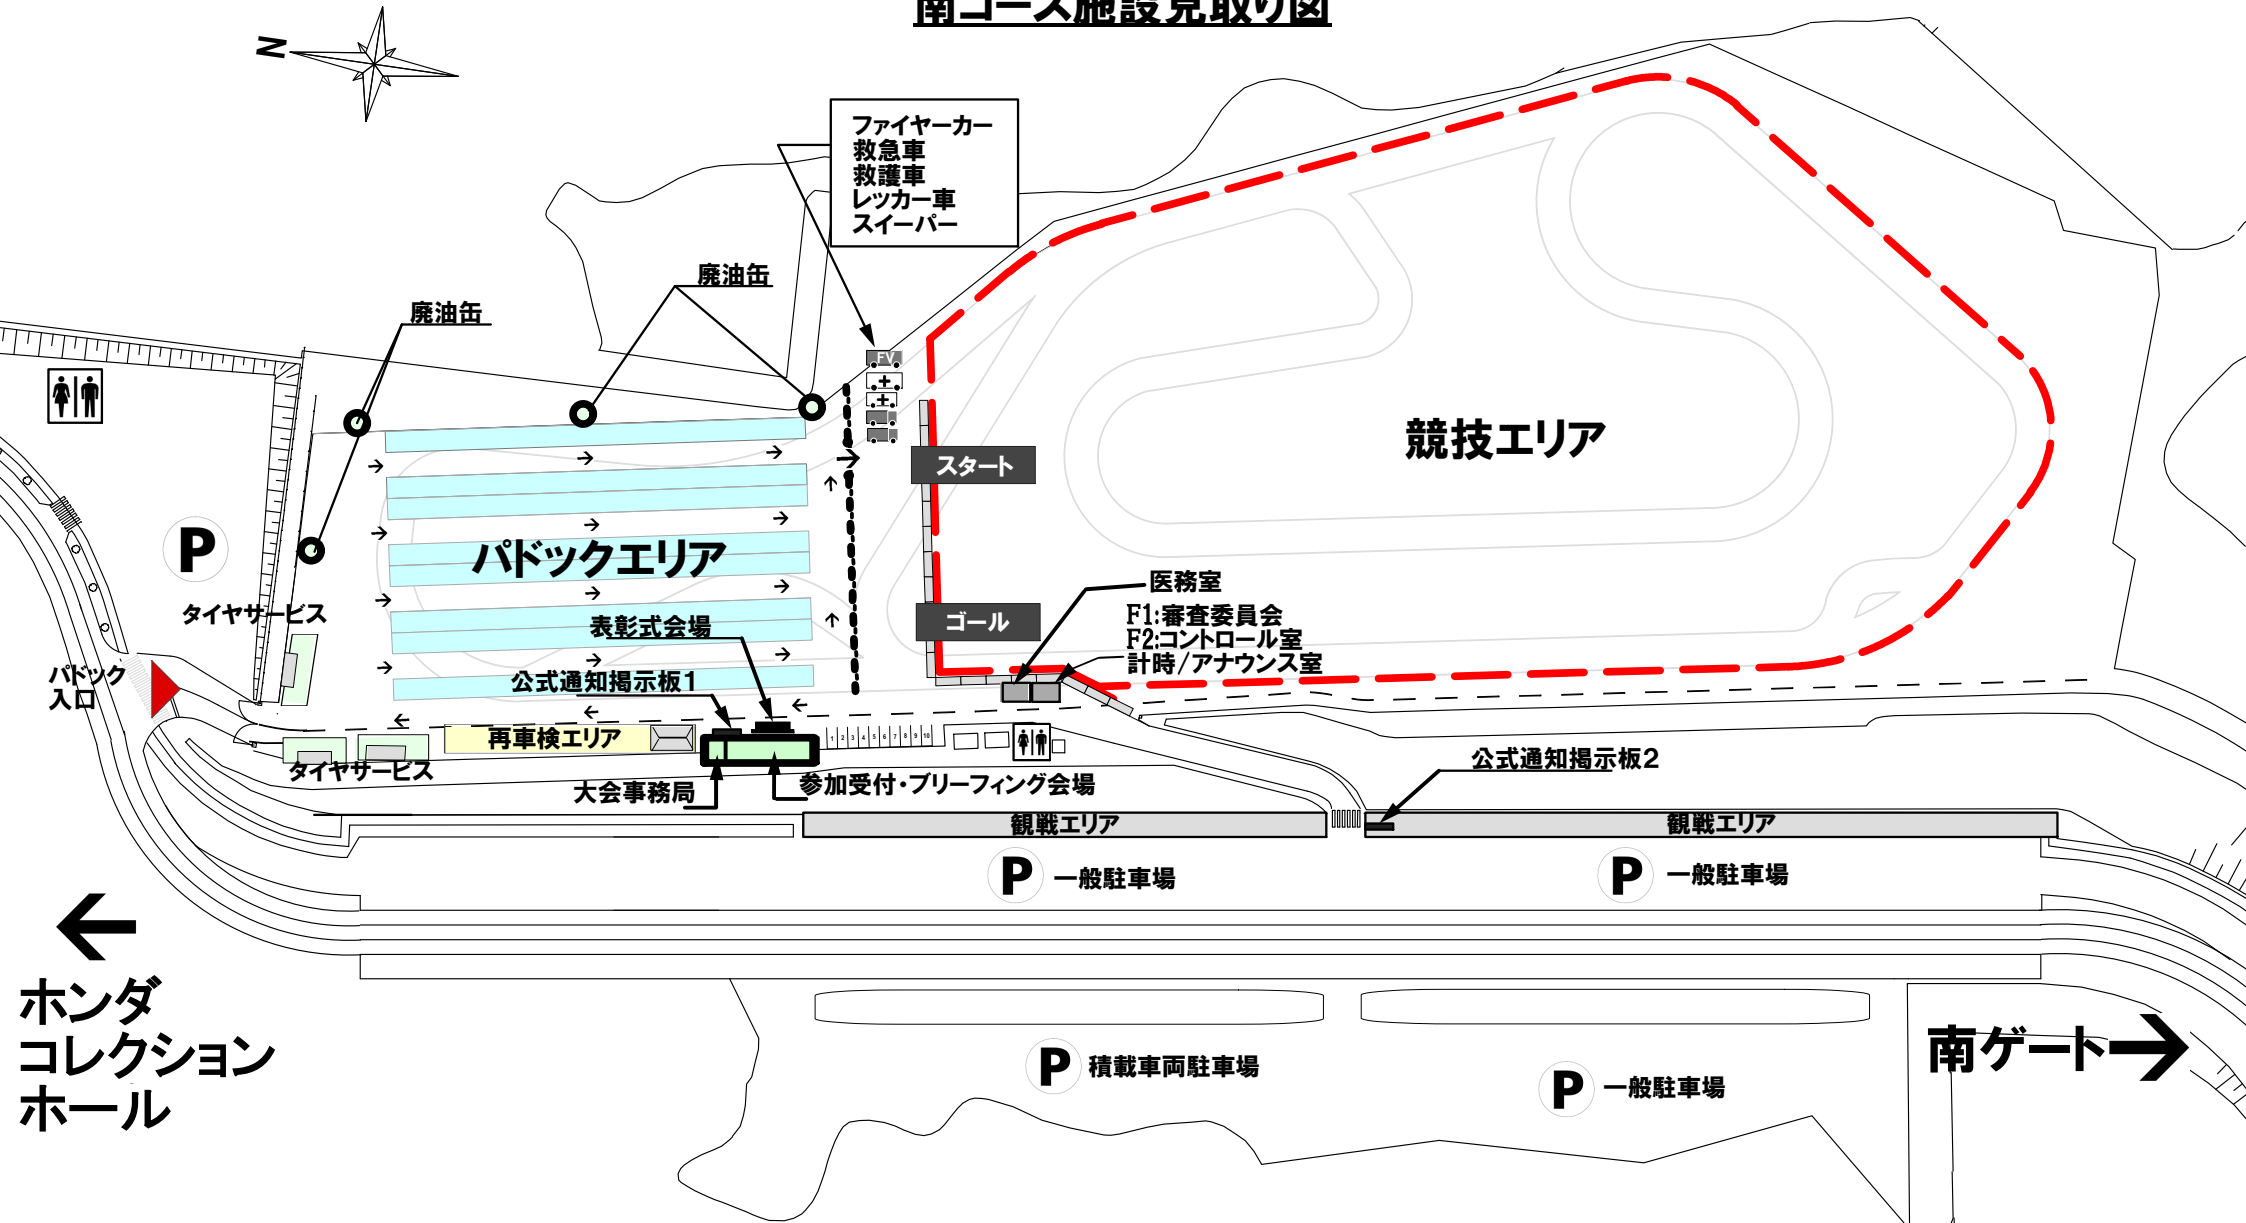 南コース施設見取り図
N
ファイヤーカー
救急車
救護車
レッカー車
スイーパー
廃油缶
廃油缶
FV
競技エリア
スタート
P
パドックエリア
医務室
F1:審査委員会
F2:コントロール室
計時/アナウンス室
タイヤサービス
ゴール
表彰式会場
パドック
入口
公式通知掲示板1
再車検エリア
1 2 3 4 5 6 7 8 9 10
公式通知掲示板2
タイヤサービス
大会事務局
参加受付・ブリーフィング会場
観戦エリア
観戦エリア
P 一般駐車場
P 一般駐車場
ホンダ
コレクション
ホール
南ゲート
P 積載車両駐車場
P 一般駐車場